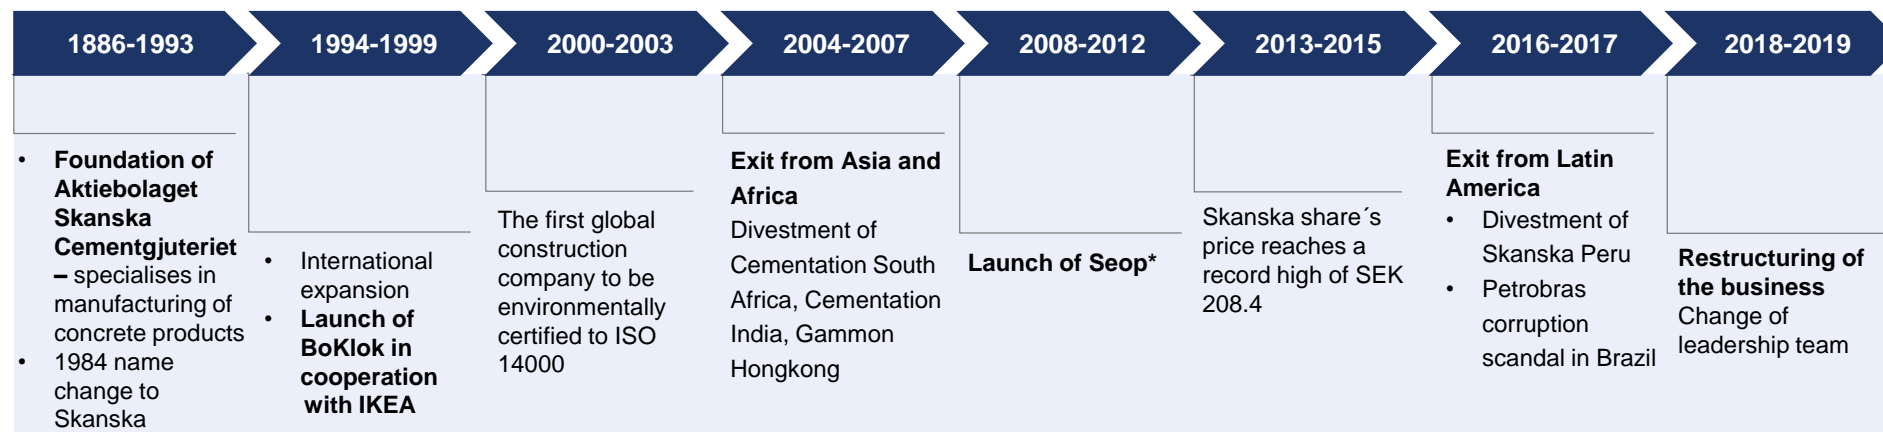 1886-1993
1994-1999
2000-2003
2004-2007
2008-2012
2013-2015
2016-2017
2018-2019
• Foundation of
Aktiebolaget
Skanska
Cementgjuteriet
– specialises in
manufacturing of
concrete products
• 1984 name
change to
Skanska
• International
expansion
• Launch of
BoKlok in
cooperation
with IKEA
The first global
construction
company to be
environmentally
certified to ISO
14000
Exit from Asia and
Africa
Divestment of
Cementation South
Africa, Cementation
India, Gammon
Hongkong
Launch of Seop*
Skanska share´s
price reaches a
record high of SEK
208.4
Exit from Latin
America
• Divestment of
Skanska Peru
• Petrobras
corruption
scandal in Brazil
Restructuring of
the business
Change of
leadership team